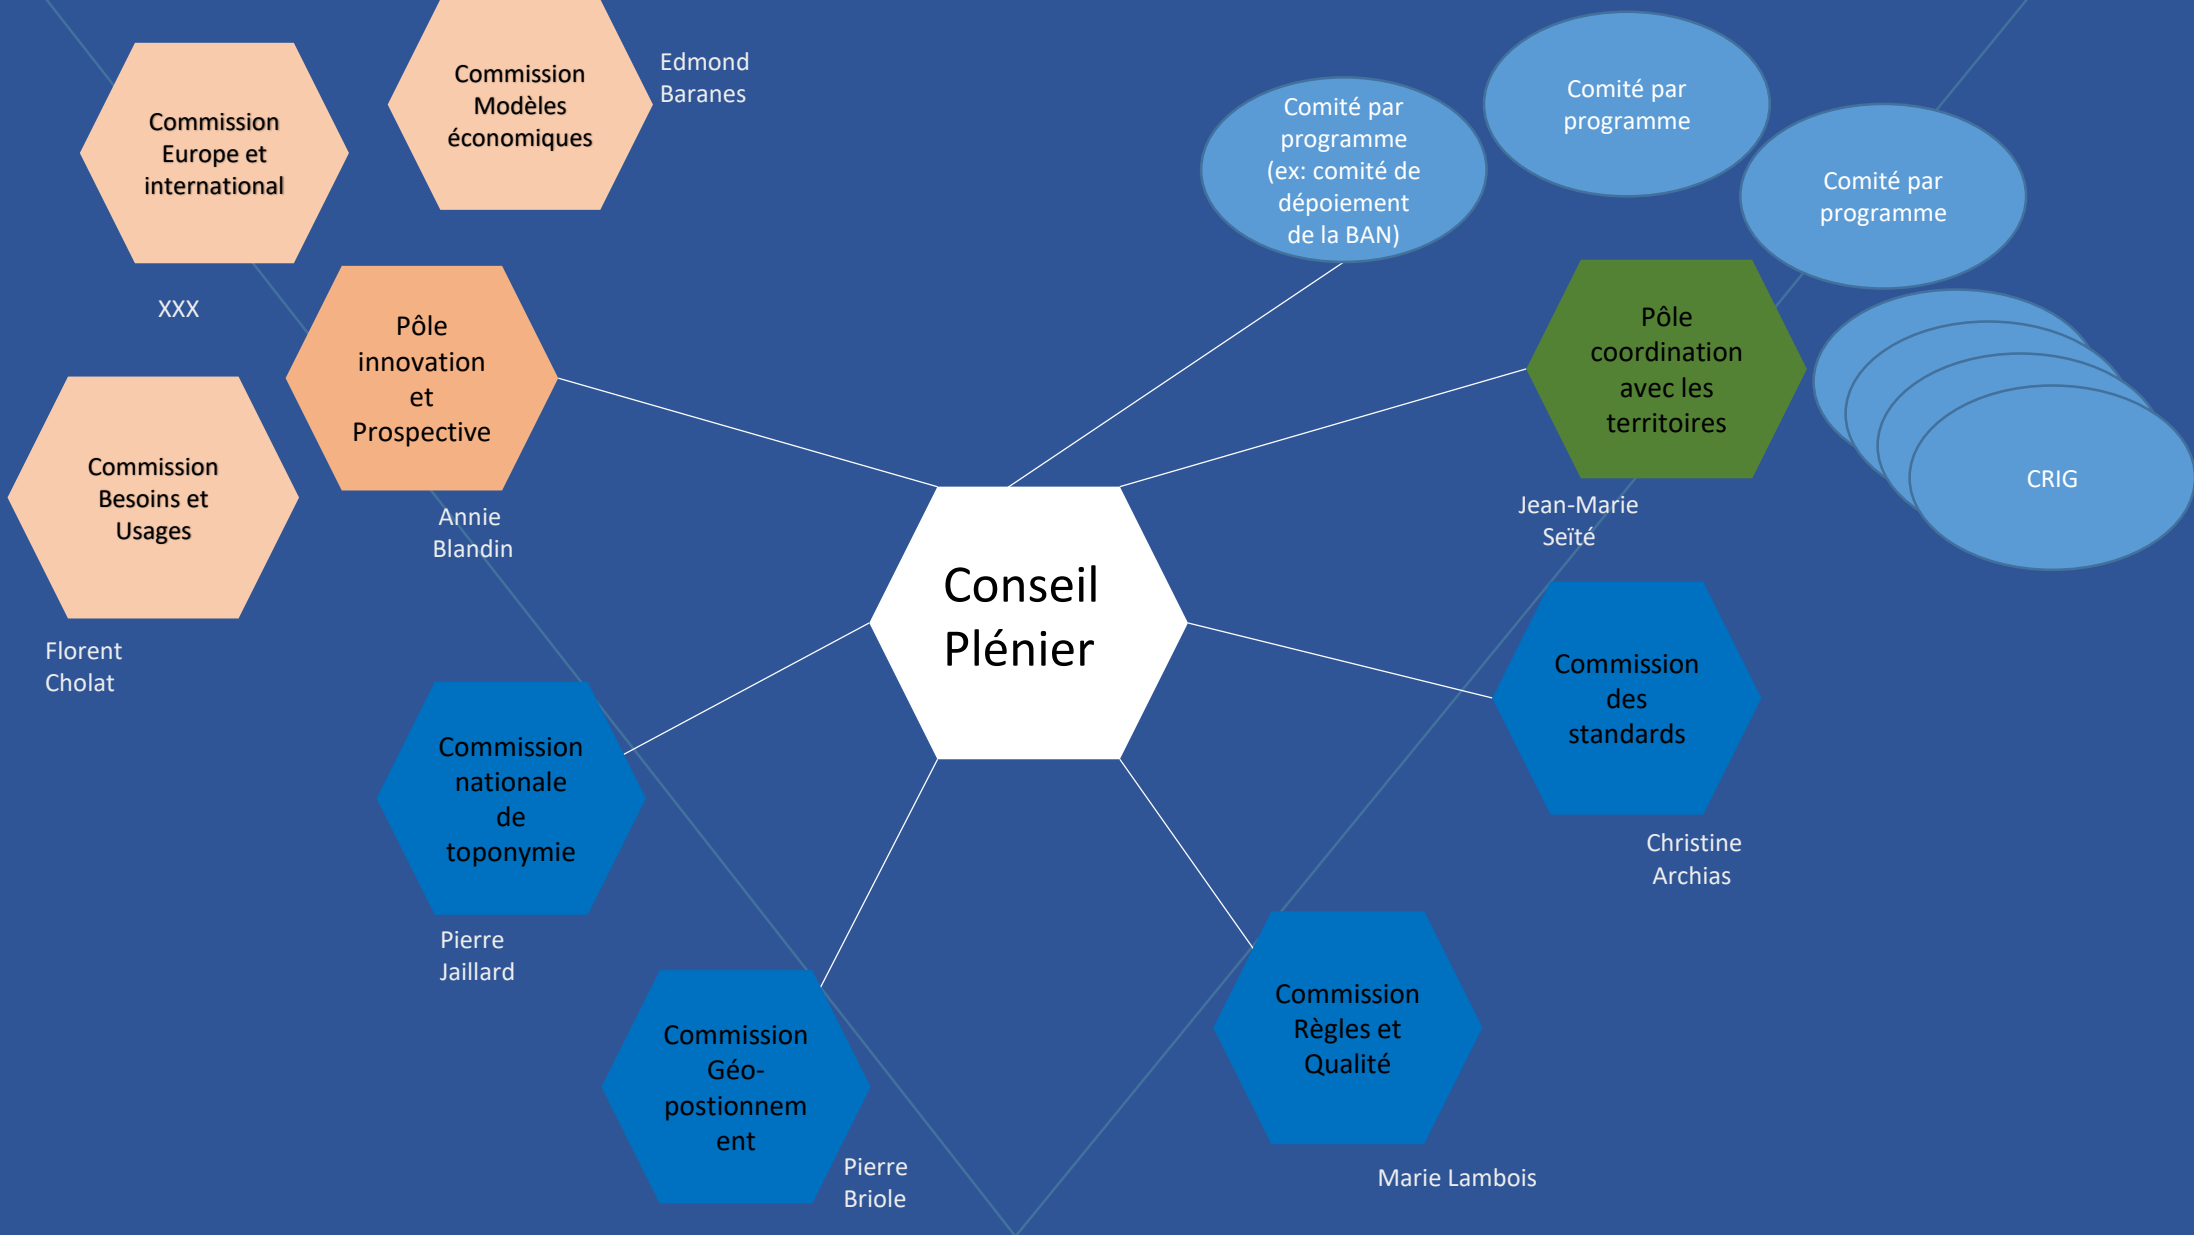 Commission
Modèles
économiques
Edmond
Baranes
Commission
Europe et
international
XXX
Comité par
programme
(ex: comité de
dépoiement
de la BAN)
Comité par
programme
Comité par
programme
Pôle
innovation
et
Prospective
Annie
Blandin
Pôle
coordination
avec les
territoires
Jean-Marie
Seïté
CRIG
Commission
Besoins et
Usages
Florent
Cholat
Conseil
Plénier
Commission
des
standards
Christine
Archias
Commission
nationale
de
toponymie
Pierre
Jaillard
Commission
Géo-
postionnem
ent
Pierre
Briole
Commission
Règles et
Qualité
Marie Lambois